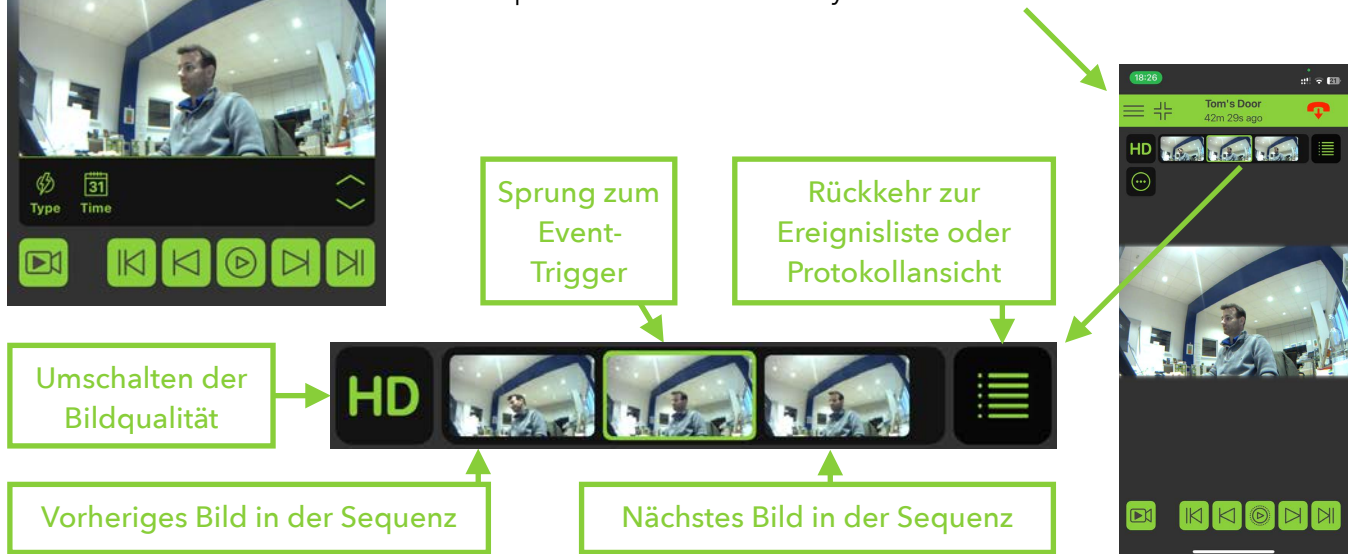 18:26
Tom's Door
42m 29s ago
HD
31
Type Time
Sprung zum
Event-
Trigger
Rückkehr zur
Ereignisliste oder
Protokollansicht
Umschalten der
Bildqualität
HD
Vorheriges Bild in der Sequenz
Nächstes Bild in der Sequenz